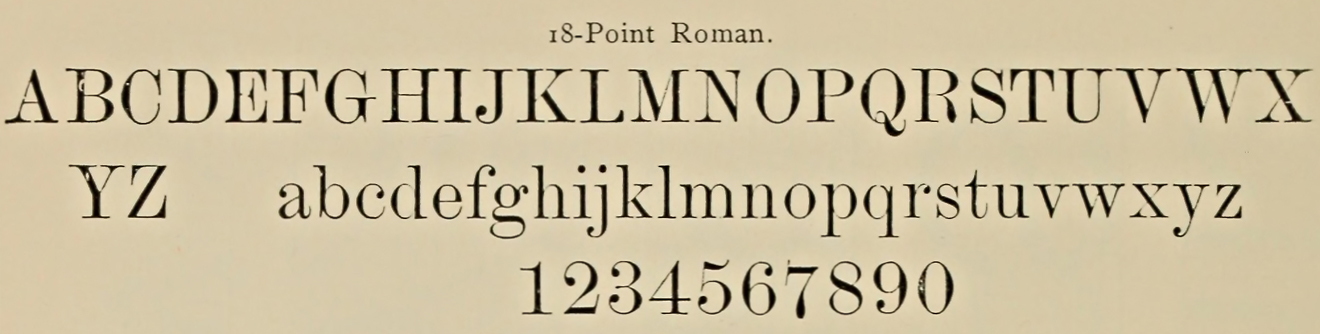 18-Point Roman.
ABCDEFGHIJKLMNOPQRSTUVWX
YZ abcdefghijklmnopqrstuvwxyz
1234567890